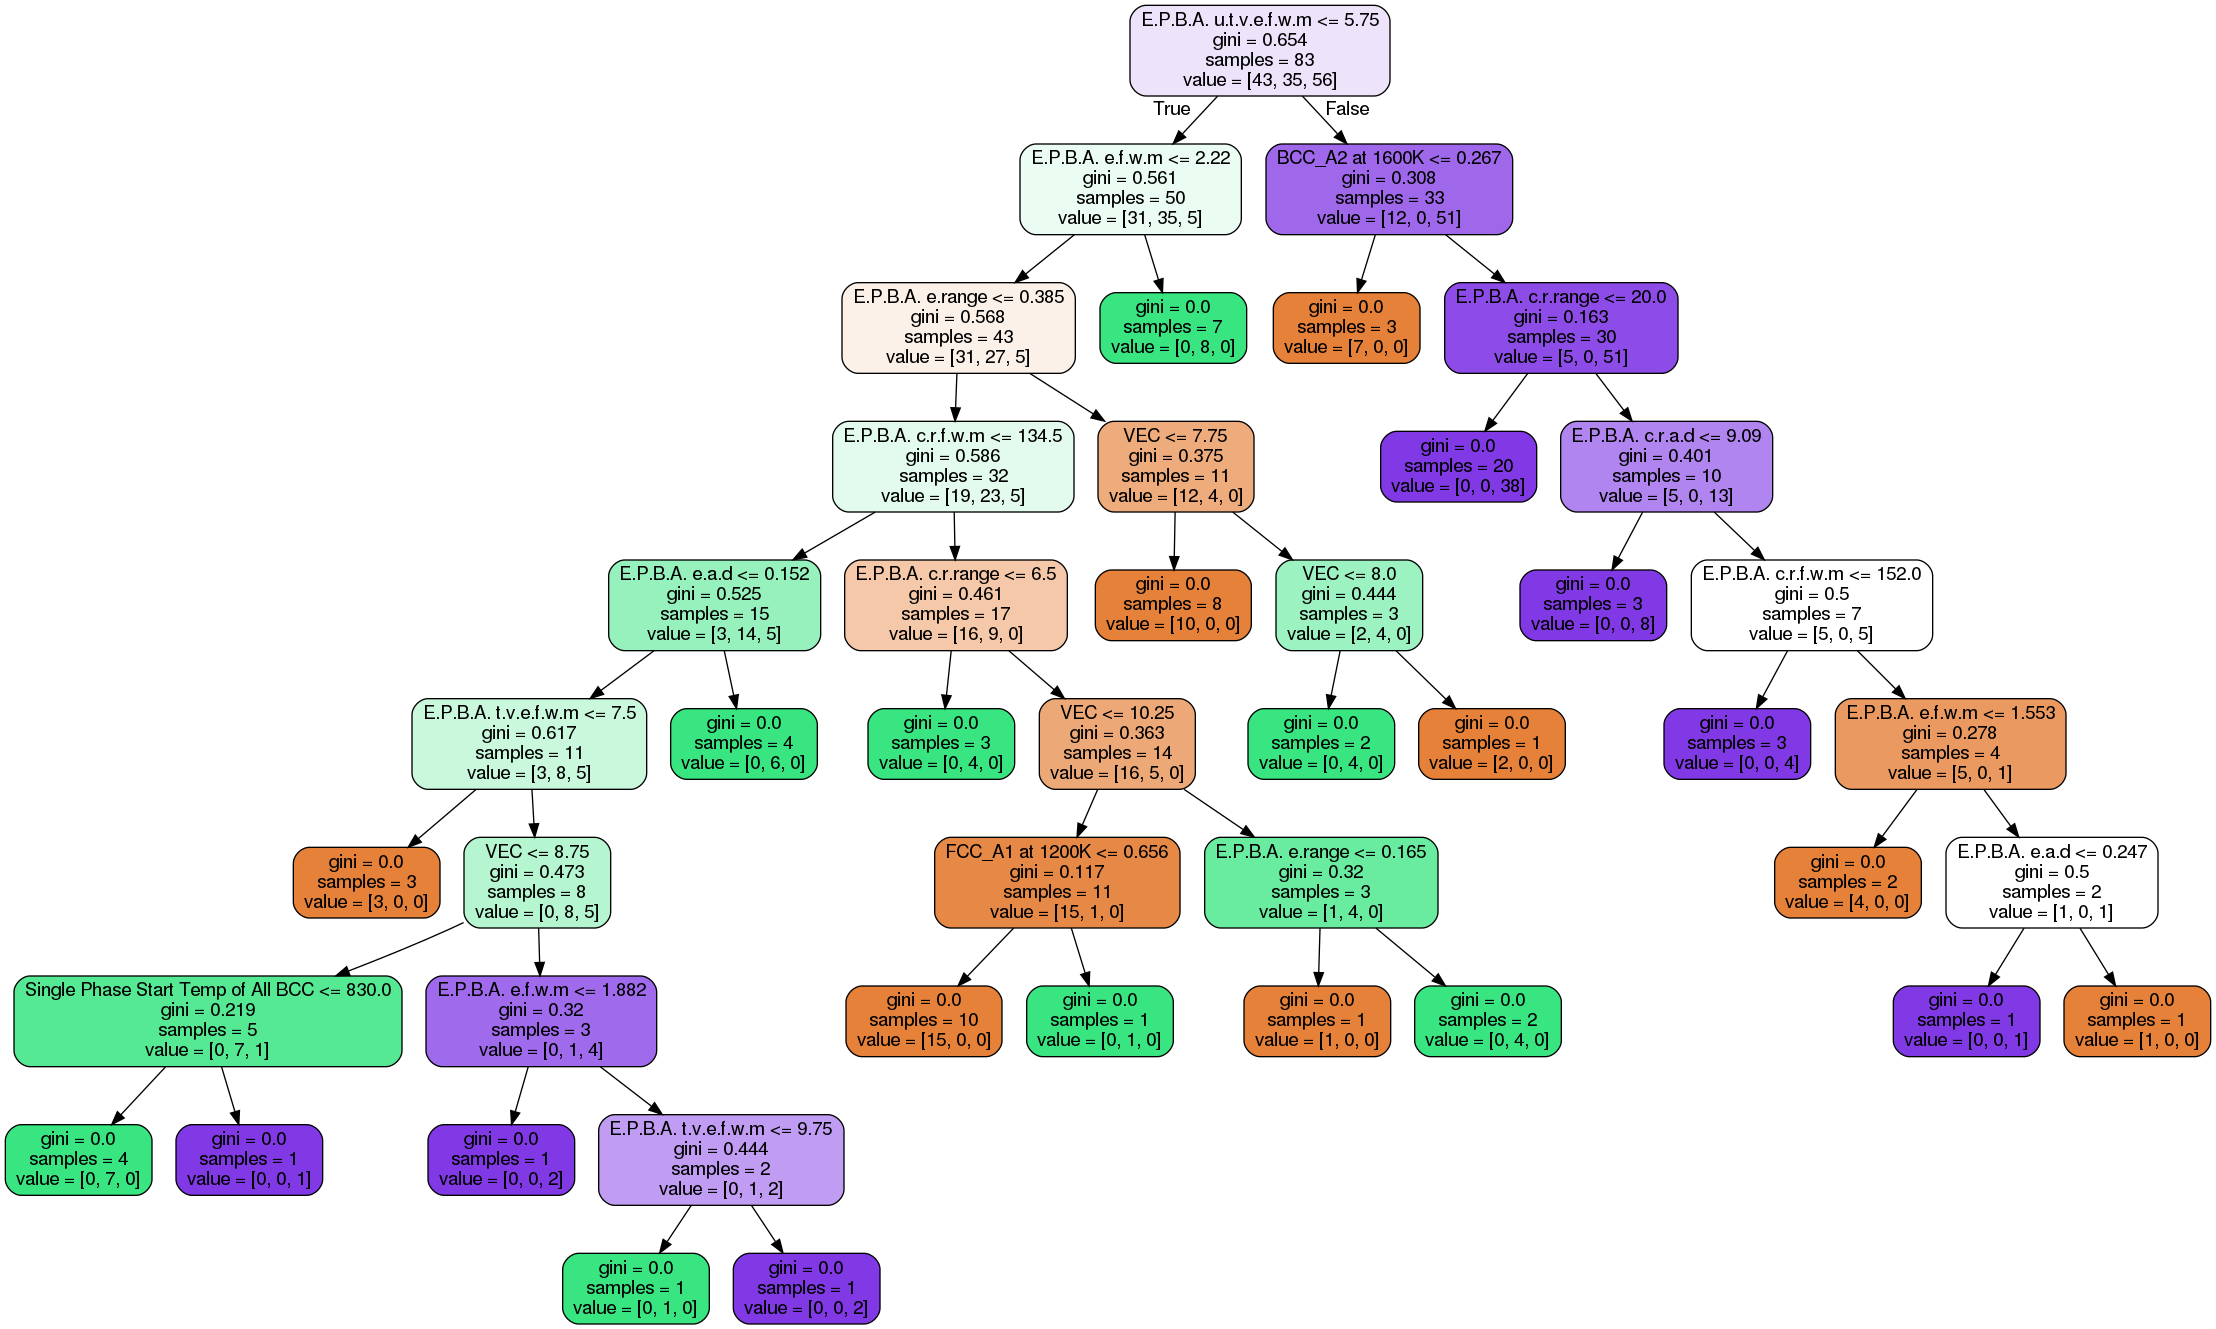 E.P.B.A. u.t.v.e.f.w.m <= 5.75
gini = 0.654
samples = 83
value = [43, 35, 56]
True
False
E.P.B.A. e.f.w.m <= 2.22
gini = 0.561
samples = 50
value = [31, 35, 5]
BCC_A2 at 1600K <= 0.267
gini = 0.308
samples = 33
value = [12, 0, 51]
E.P.B.A. e.range <= 0.385
gini = 0.568
samples = 43
value = [31, 27, 5]
gini = 0.0
samples = 7
value = [0, 8, 0]
gini = 0.0
samples = 3
value = [7, 0, 0]
E.P.B.A. c.r.range <= 20.0
gini = 0.163
samples = 30
value = [5, 0, 51]
E.P.B.A. c.r.f.w.m <= 134.5
gini = 0.586
samples = 32
value = [19, 23, 5]
VEC <= 7.75
gini = 0.375
samples = 11
value = [12, 4, 0]
gini = 0.0
samples = 20
value = [0, 0, 38]
E.P.B.A. c.r.a.d <= 9.09
gini = 0.401
samples = 10
value = [5, 0, 13]
E.P.B.A. e.a.d <= 0.152
gini = 0.525
samples = 15
value = [3, 14, 5]
E.P.B.A. c.r.range <= 6.5
gini = 0.461
samples = 17
value = [16, 9, 0]
gini = 0.0
samples = 8
value = [10, 0, 0]
VEC <= 8.0
gini = 0.444
samples = 3
value = [2, 4, 0]
gini = 0.0
samples = 3
value = [0, 0, 8]
E.P.B.A. c.r.f.w.m <= 152.0
gini = 0.5
samples = 7
value = [5, 0, 5]
E.P.B.A. t.v.e.f.w.m <= 7.5
gini = 0.617
samples = 11
value = [3, 8, 5]
gini = 0.0
samples = 4
value = [0, 6, 0]
gini = 0.0
samples = 3
value = [0, 4, 0]
VEC <= 10.25
gini = 0.363
samples = 14
value = [16, 5, 0]
gini = 0.0
samples = 2
value = [0, 4, 0]
gini = 0.0
samples = 1
value = [2, 0, 0]
gini = 0.0
samples = 3
value = [0, 0, 4]
E.P.B.A. e.f.w.m <= 1.553
gini = 0.278
samples = 4
value = [5, 0, 1]
gini = 0.0
samples = 3
value = [3, 0, 0]
VEC <= 8.75
gini = 0.473
samples = 8
value = [0, 8, 5]
FCC_A1 at 1200K <= 0.656
gini = 0.117
samples = 11
value = [15, 1, 0]
E.P.B.A. e.range <= 0.165
gini = 0.32
samples = 3
value = [1, 4, 0]
gini = 0.0
samples = 2
value = [4, 0, 0]
E.P.B.A. e.a.d <= 0.247
gini = 0.5
samples = 2
value = [1, 0, 1]
Single Phase Start Temp of All BCC <= 830.0
gini = 0.219
samples = 5
value = [0, 7, 1]
E.P.B.A. e.f.w.m <= 1.882
gini = 0.32
samples = 3
value = [0, 1, 4]
gini = 0.0
samples = 10
value = [15, 0, 0]
gini = 0.0
samples = 1
value = [0, 1, 0]
gini = 0.0
samples = 1
value = [1, 0, 0]
gini = 0.0
samples = 2
value = [0, 4, 0]
gini = 0.0
samples = 1
value = [0, 0, 1]
gini = 0.0
samples = 1
value = [1, 0, 0]
gini = 0.0
samples = 4
value = [0, 7, 0]
gini = 0.0
samples = 1
value = [0, 0, 1]
gini = 0.0
samples = 1
value = [0, 0, 2]
E.P.B.A. t.v.e.f.w.m <= 9.75
gini = 0.444
samples = 2
value = [0, 1, 2]
gini = 0.0
samples = 1
value = [0, 1, 0]
gini = 0.0
samples = 1
value = [0, 0, 2]